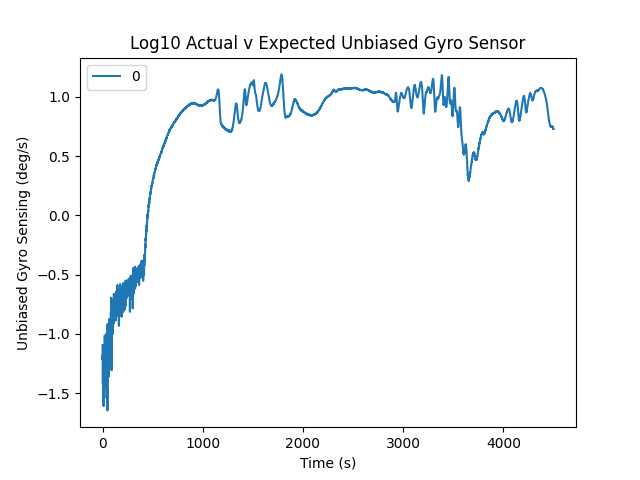 Log10 Actual v Expected Unbiased Gyro Sensor
0
Unbiased Gyro Sensing (deg/s)
1.0
0.5
0.0
−0.5
−1.0
−1.5
0 1000 2000 3000 4000
Time (s)